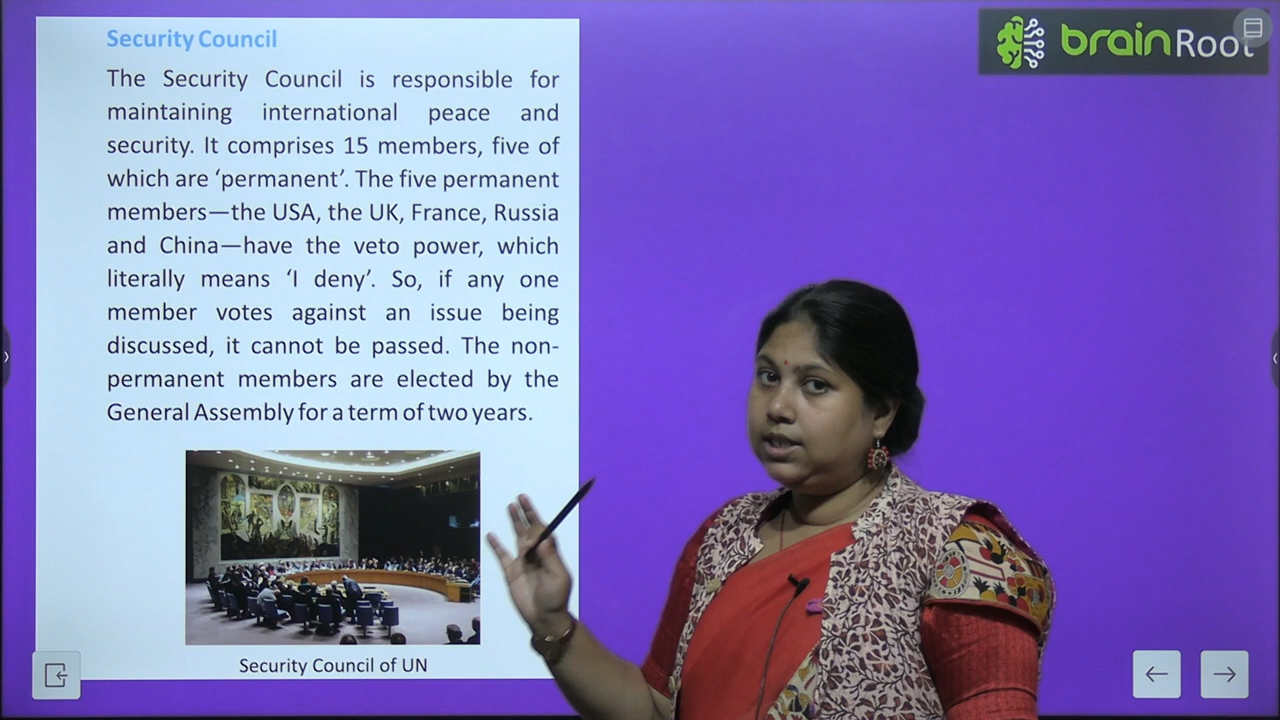 Security Council
The Security Council is responsible for
maintaining international peace and
security. It comprises 15 members, five of
which are ‘permanent’. The five permanent
members—the USA, the UK, France, Russia
and China—have the veto power, which
literally means ‘I deny’. So, if any one
member votes against an issue being
discussed, it cannot be passed. The non-
permanent members are elected by the
General Assembly for a term of two years.
Security Council of UN
brainRoot